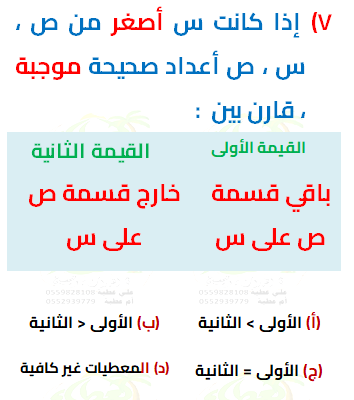 ٧) إذا كانت س أصغر من ص ،
س ، ص أعداد صحيحة موجبة
، قارن بين :
القيمة الأولى
القيمة الثانية
باقي قسمة
ص على س
خارج قسمة ص
على س
(أ) الأولى > الثانية
(ب) الأولى < الثانية
(ج) الأولى = الثانية
(د) المعطيات غير كافية